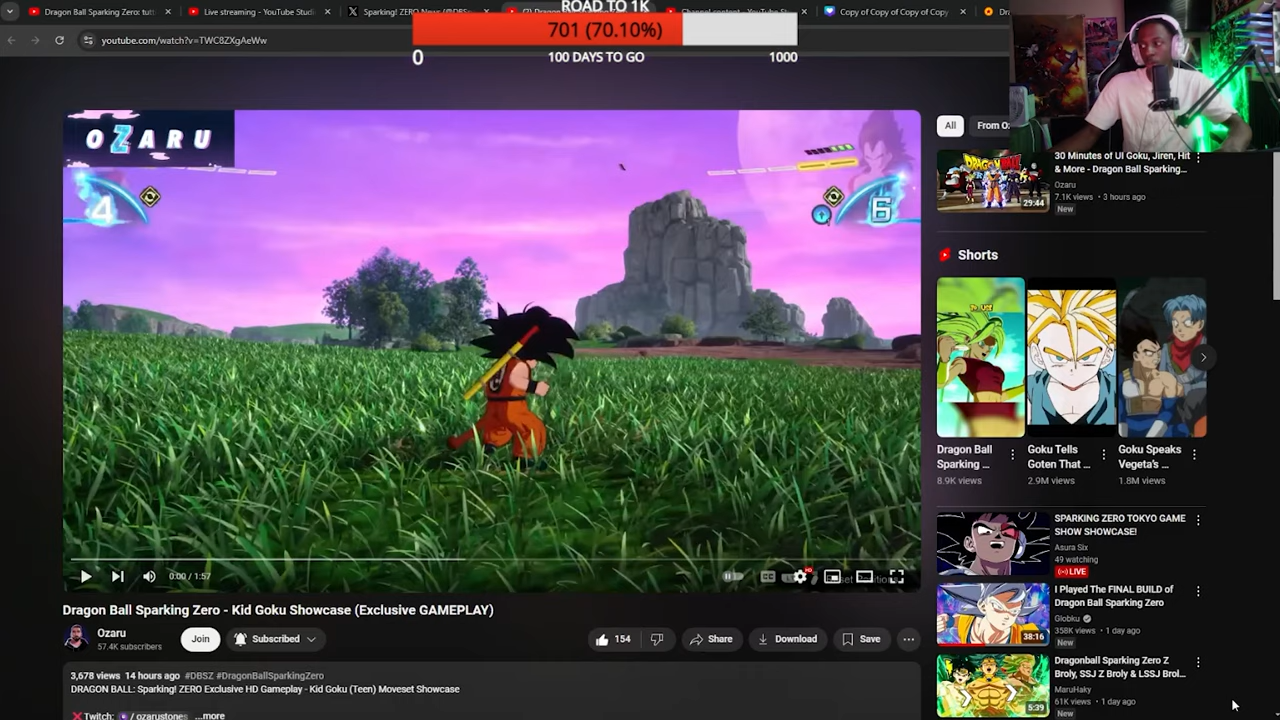 Dragon Ball Sparking Zero: tut
Live streaming - YouTube Studi
Sparking! ZERO News (@DBS
Channel content - YouTube St
Copy of Copy of Copy of Copy
ROAD TO 1K
701 (70.10%)
0
100 DAYS TO GO
1000
youtube.com/watch?v=TWC8ZXgAeWw
OZARU
4
6
0:00 / 1:57
CC
HD
Dragon Ball Sparking Zero - Kid Goku Showcase (Exclusive GAMEPLAY)
Ozaru
57.4K subscribers
Join
Subscribed
154
Share
Download
Save
3,678 views 14 hours ago #DBSZ #DragonBallSparkingZero
DRAGON BALL: Sparking! ZERO Exclusive HD Gameplay - Kid Goku (Teen) Moveset Showcase
Twitch: / ozarustones
...more
All
From O:
29:44
30 Minutes of UI Goku, Jiren, Hit
& More - Dragon Ball Sparking...
Ozaru
7.1K views • 3 hours ago
New
Shorts
Dragon Ball
Sparking ...
8.9K views
Goku Tells
Goten That ...
2.9M views
Goku Speaks
Vegeta's ...
1.8M views
SPARKING ZERO TOKYO GAME
SHOW SHOWCASE!
Asura Six
49 watching
LIVE
38:16
I Played The FINAL BUILD of
Dragon Ball Sparking Zero
Globku
358K views • 1 day ago
New
5:39
Dragonball Sparking Zero Z
Broly, SSJ Z Broly & LSSJ Brol...
MaruHaky
61K views • 1 day ago
New